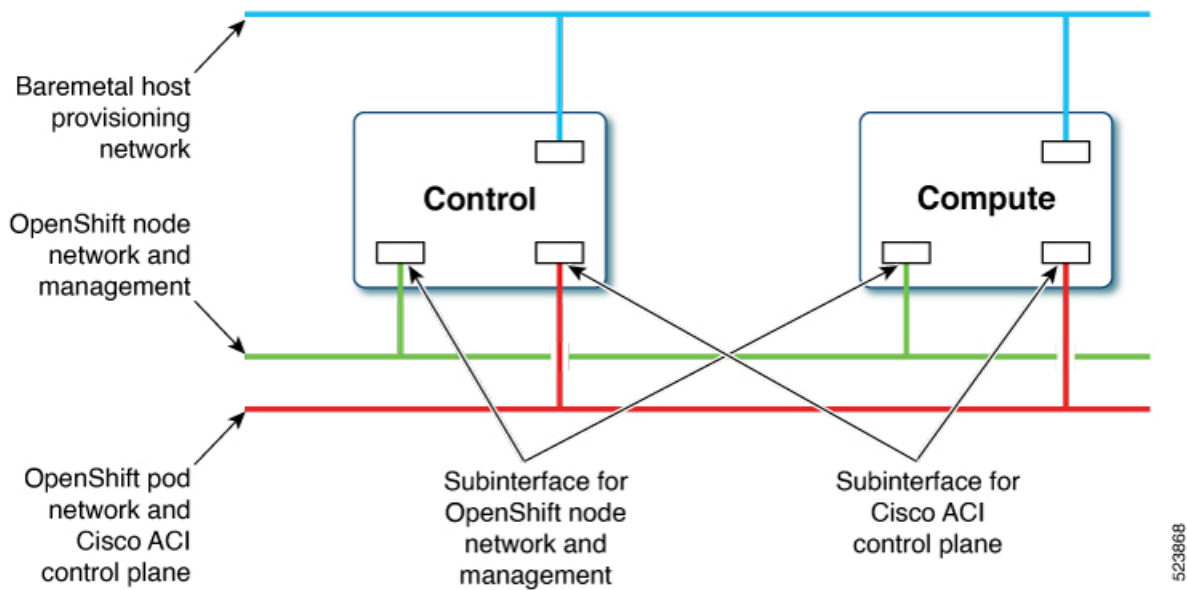 Baremetal host
provisioning
network
Control
Compute
OpenShift node
network and
management
OpenShift pod
network and
Cisco ACI
control plane
Subinterface for
OpenShift node
network and
management
Subinterface for
Cisco ACI
control plane
523868